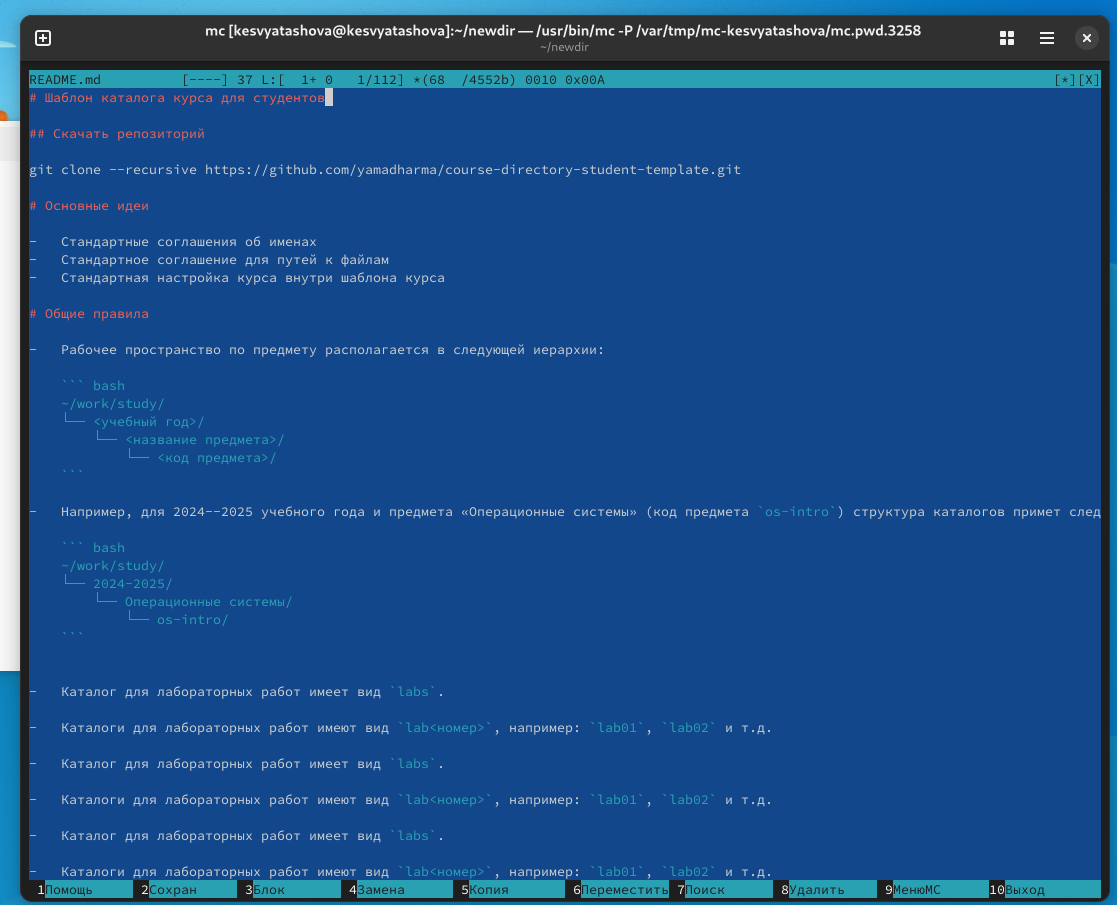 mc [kesvyatashova@kesvyatashova]:~/newdir — /usr/bin/mc -P /var/tmp/mc-kesvyatashova/mc.pwd.3258
~/newdir
README.md          [----] 37 L:[  1+ 0   1/112] *(68  /4552b) 0010 0x00A          [*][X]
# Шаблон каталога курса для студентов
## Скачать репозиторий
git clone --recursive https://github.com/yamadharma/course-directory-student-template.git
# Основные идеи
-   Стандартные соглашения об именах
-   Стандартное соглашение для путей к файлам
-   Стандартная настройка курса внутри шаблона курса
# Общие правила
-   Рабочее пространство по предмету располагается в следующей иерархии:
    ``` bash
    ~/work/study/
    └── <учебный год>/
        └── <название предмета>/
            └── <код предмета>/
    ```
-   Например, для 2024--2025 учебного года и предмета «Операционные системы» (код предмета `os-intro`) структура каталогов примет след
    ``` bash
    ~/work/study/
    └── 2024-2025/
        └── Операционные системы/
            └── os-intro/
    ```
-   Каталог для лабораторных работ имеет вид `labs`.
-   Каталоги для лабораторных работ имеют вид `lab<номер>`, например: `lab01`, `lab02` и т.д.
-   Каталог для лабораторных работ имеет вид `labs`.
-   Каталоги для лабораторных работ имеют вид `lab<номер>`, например: `lab01`, `lab02` и т.д.
-   Каталог для лабораторных работ имеет вид `labs`.
-   Каталоги для лабораторных работ имеют вид `lab<номер>`, например: `lab01`, `lab02` и т.д.
1Помощь 2Сохран 3Блок 4Замена 5Копия 6Переместить 7Поиск 8Удалить 9МенюMC 10Выход